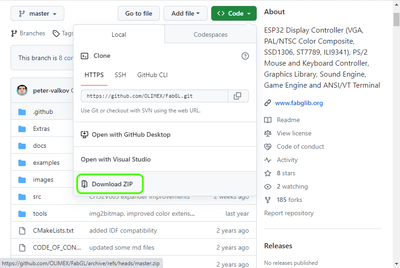 master
Go to file
Add file
Code
Branches
Tags
This branch is 8 com
peter-valkov
.github
Extras
docs
examples
images
src
tools
CMakeLists.txt
CODE_OF_CON...
Local
Codespaces
Clone
HTTPS
SSH
GitHub CLI
https://github.com/OLIMEX/FabGL.git
Use Git or checkout with SVN using the web URL.
Open with GitHub Desktop
Open with Visual Studio
Download ZIP
2 weeks ago
img2bitmap. improved color exten...
last year
added IDF compatibility
2 years ago
updated some md files
2 years ago
https://github.com/OLIMEX/FabGL/archive/refs/heads/master.zip
2 years ago
About
ESP32 Display Controller (VGA,
PAL/NTSC Color Composite,
SSD1306, ST7789, ILI9341), PS/2
Mouse and Keyboard Controller,
Graphics Library, Sound Engine,
Game Engine and ANSI/VT Terminal
www.fabglib.org
Readme
View license
Code of conduct
Activity
8 stars
2 watching
185 forks
Report repository
Releases
No releases published